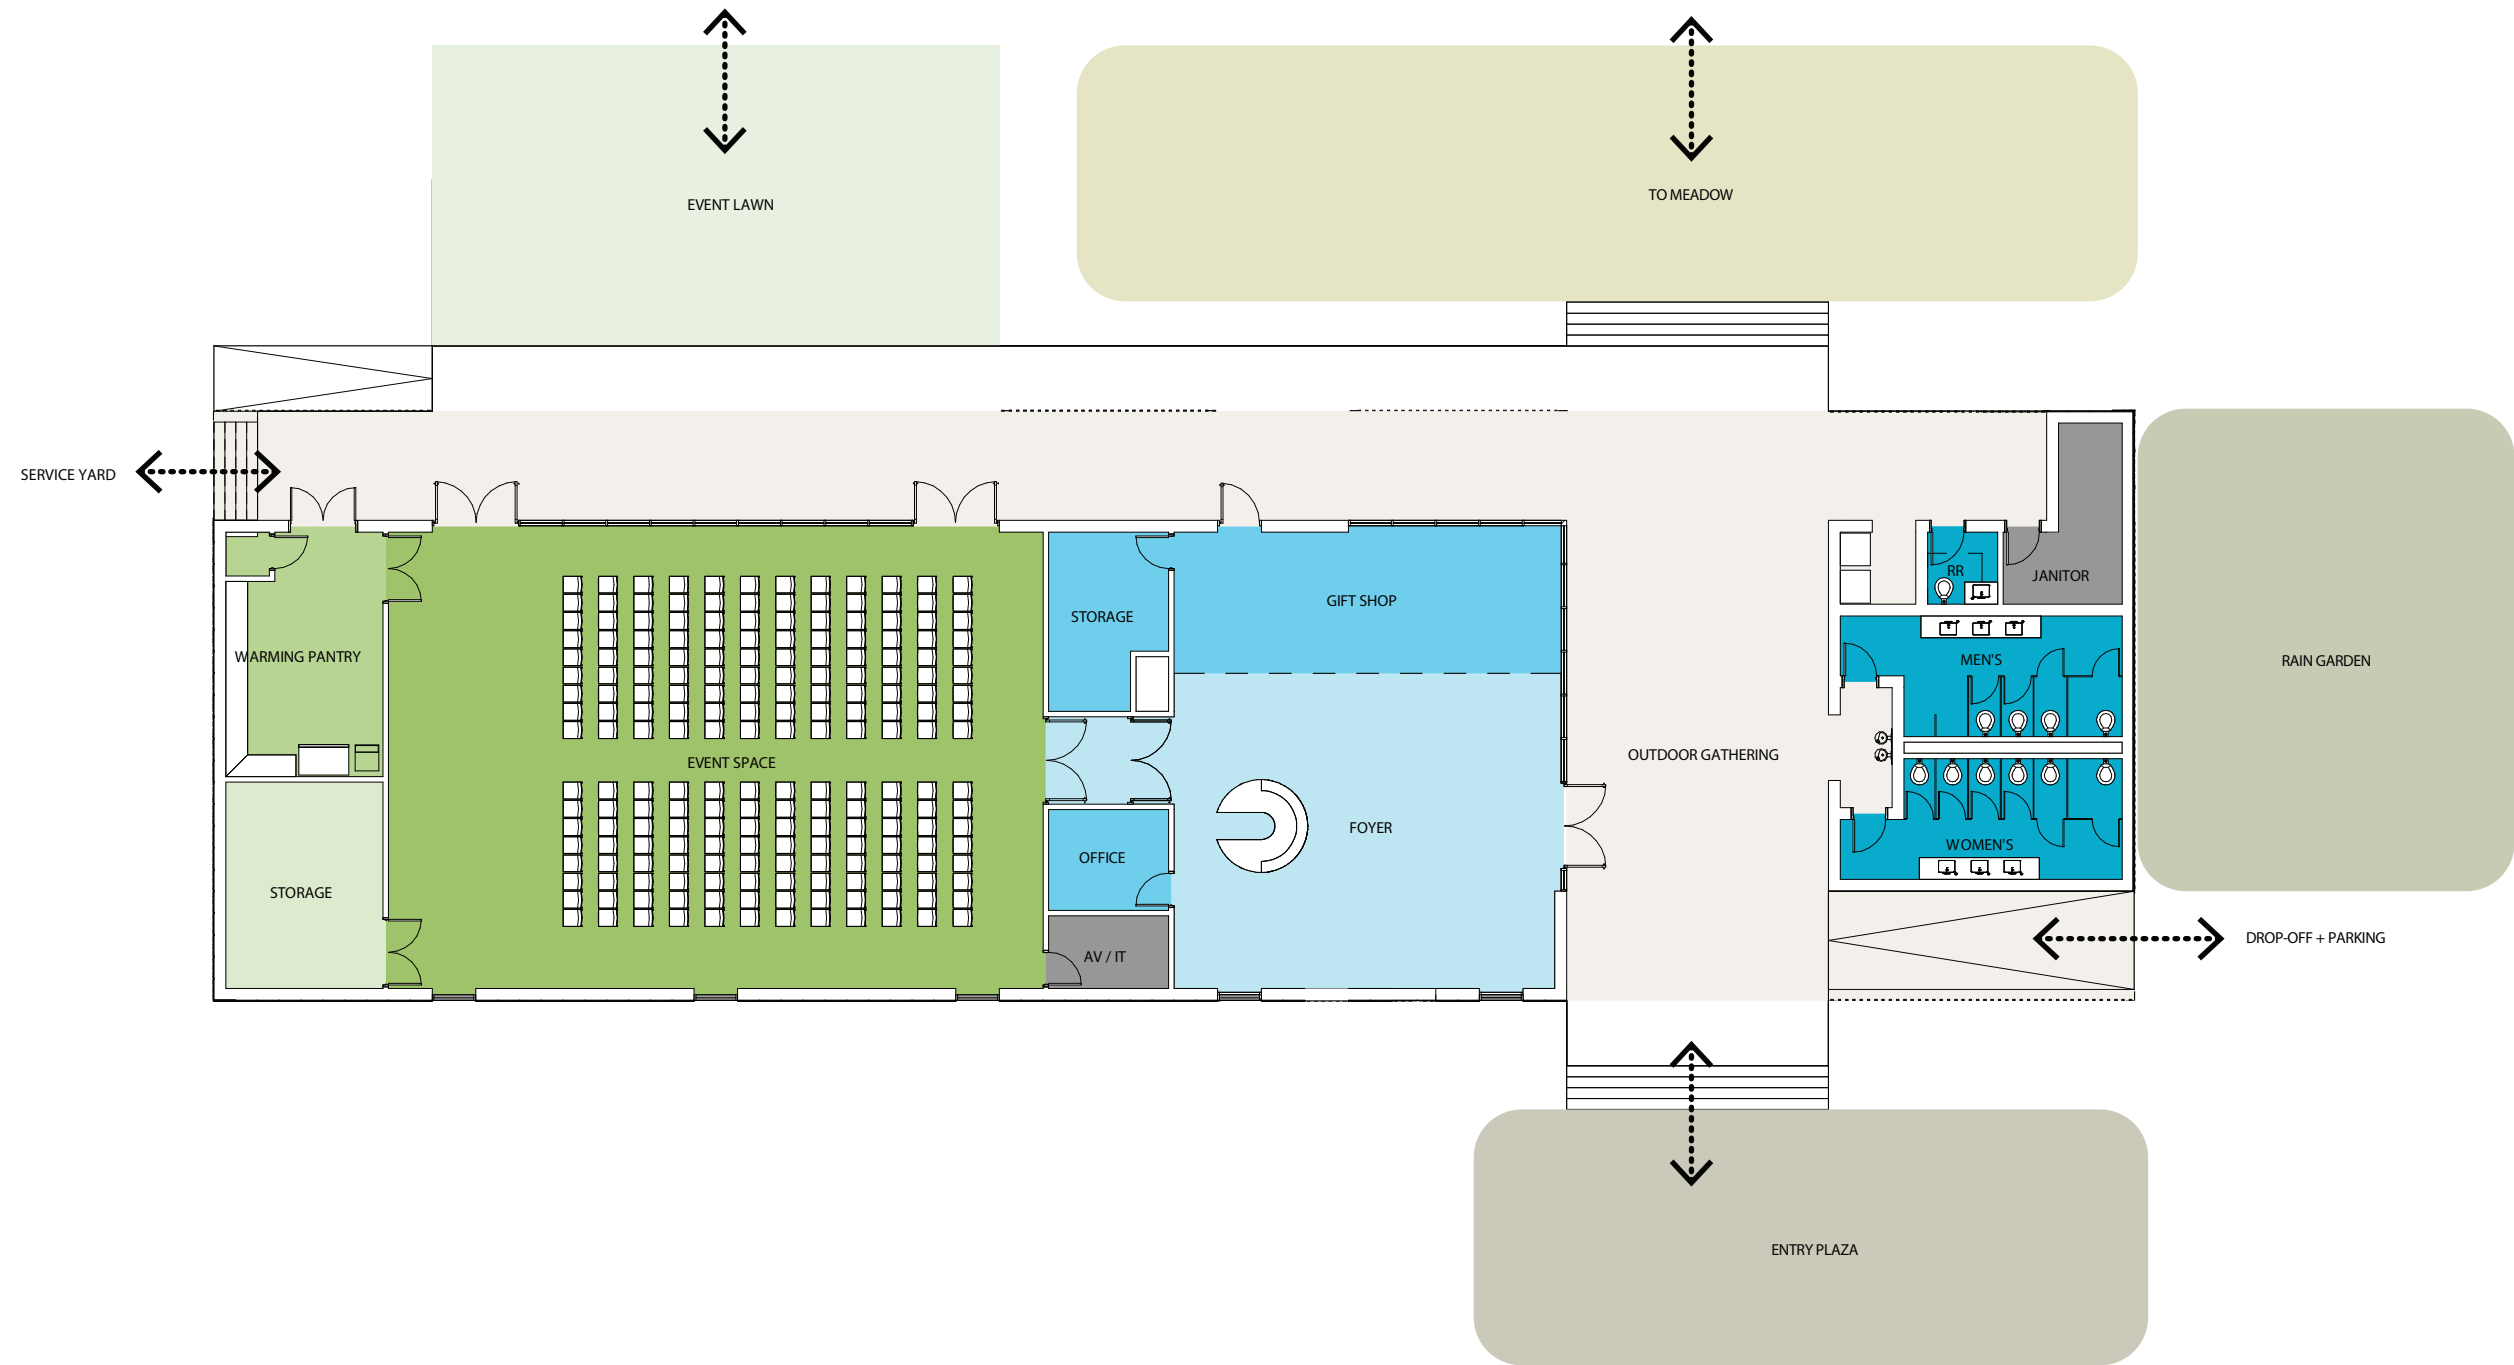 EVENT LAWN
TO MEADOW
SERVICE YARD
RR
JANITOR
GIFT SHOP
STORAGE
WARMING PANTRY
MEN'S
RAIN GARDEN
OUTDOOR GATHERING
EVENT SPACE
FOYER
WOMEN'S
OFFICE
STORAGE
DROP-OFF + PARKING
AV / IT
ENTRY PLAZA